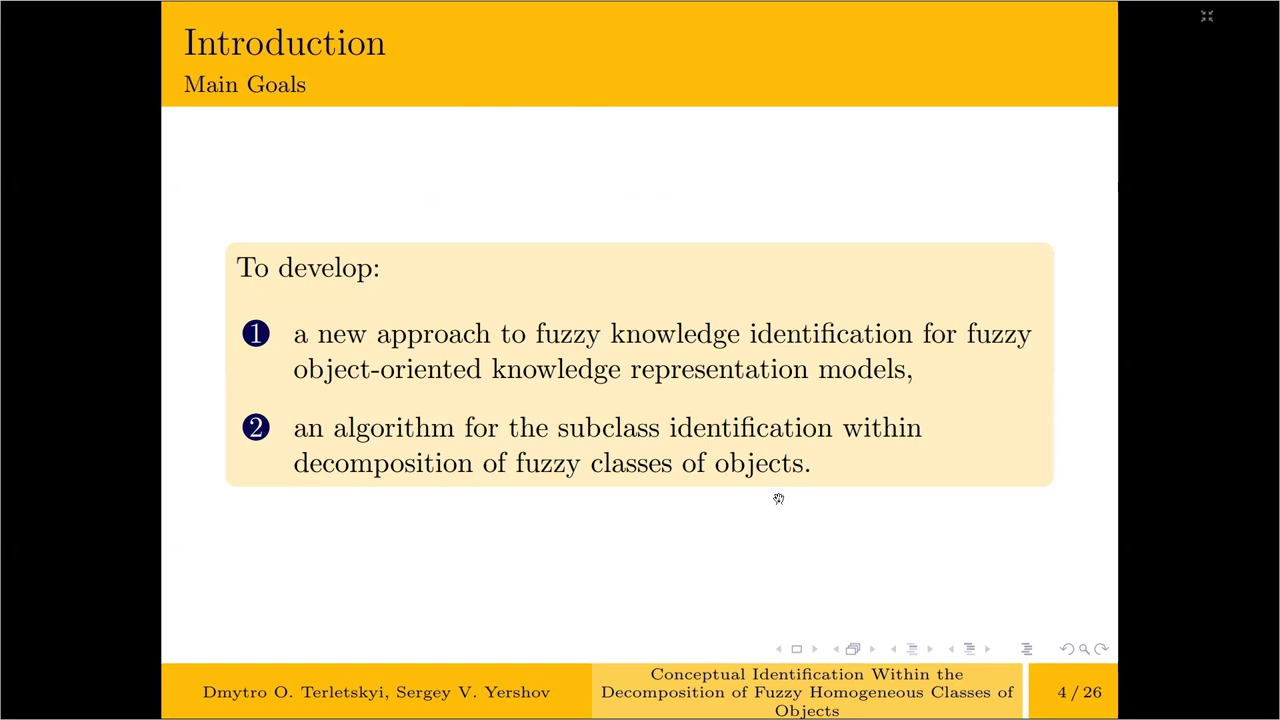 Introduction
Main Goals
To develop:
1 a new approach to fuzzy knowledge identification for fuzzy
object-oriented knowledge representation models,
2 an algorithm for the subclass identification within
decomposition of fuzzy classes of objects.
Dmytro O. Terletskyi, Sergey V. Yershov
Conceptual Identification Within the
Decomposition of Fuzzy Homogeneous Classes of
Objects
4 / 26